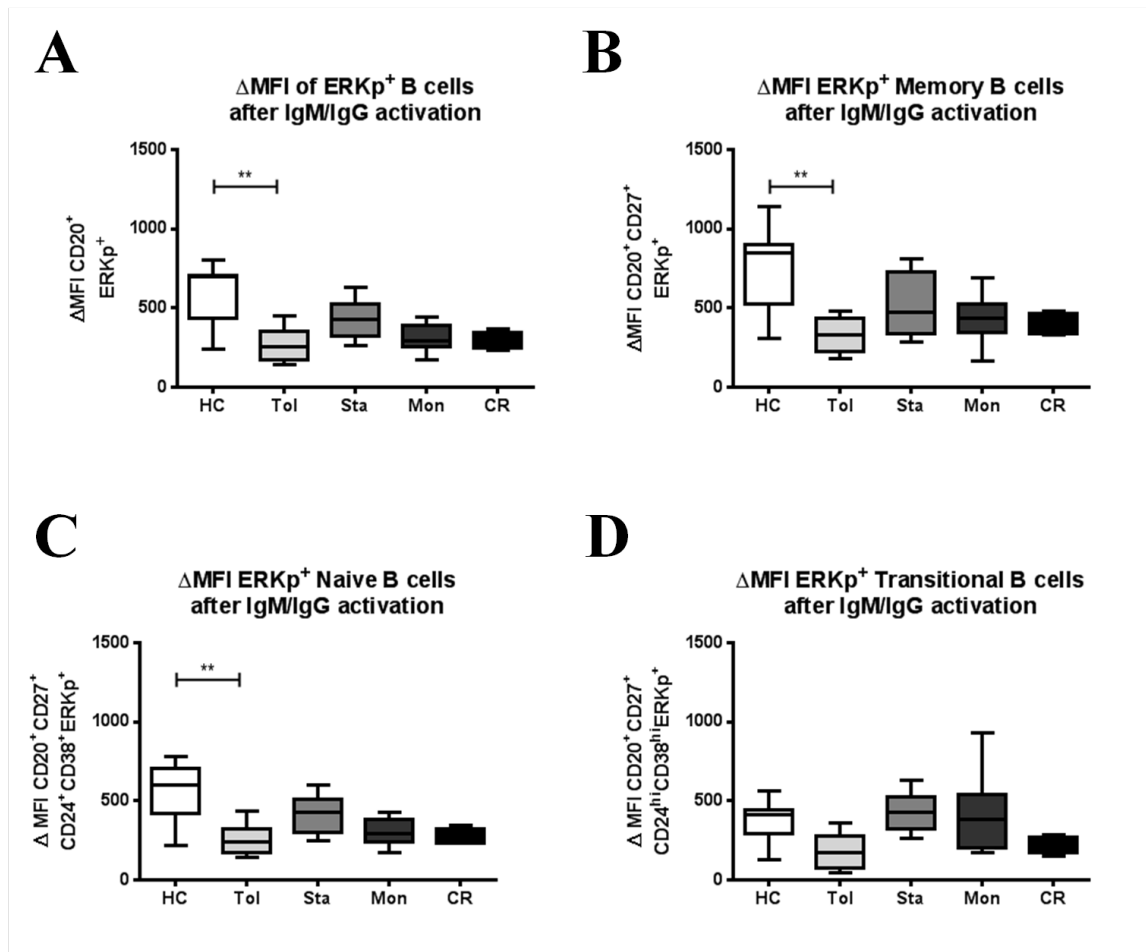 A
ΔMFI of ERKp⁺ B cells
after IgM/IgG activation
1500
1000
500
0
ΔMFI CD20⁺
ERKp⁺
**
HC Tol Sta Mon CR
B
ΔMFI ERKp⁺ Memory B cells
after IgM/IgG activation
1500
1000
500
0
ΔMFI CD20⁺ CD27⁺
ERKp⁺
**
HC Tol Sta Mon CR
C
ΔMFI ERKp⁺ Naive B cells
after IgM/IgG activation
1500
1000
500
0
Δ MFI CD20⁺ CD27⁺
CD24⁺CD38⁺ERKp⁺
**
HC Tol Sta Mon CR
D
ΔMFI ERKp⁺ Transitional B cells
after IgM/IgG activation
1500
1000
500
0
Δ MFI CD20⁺ CD27⁺
CD24ʰⁱCD38ʰⁱERKp⁺
HC Tol Sta Mon CR